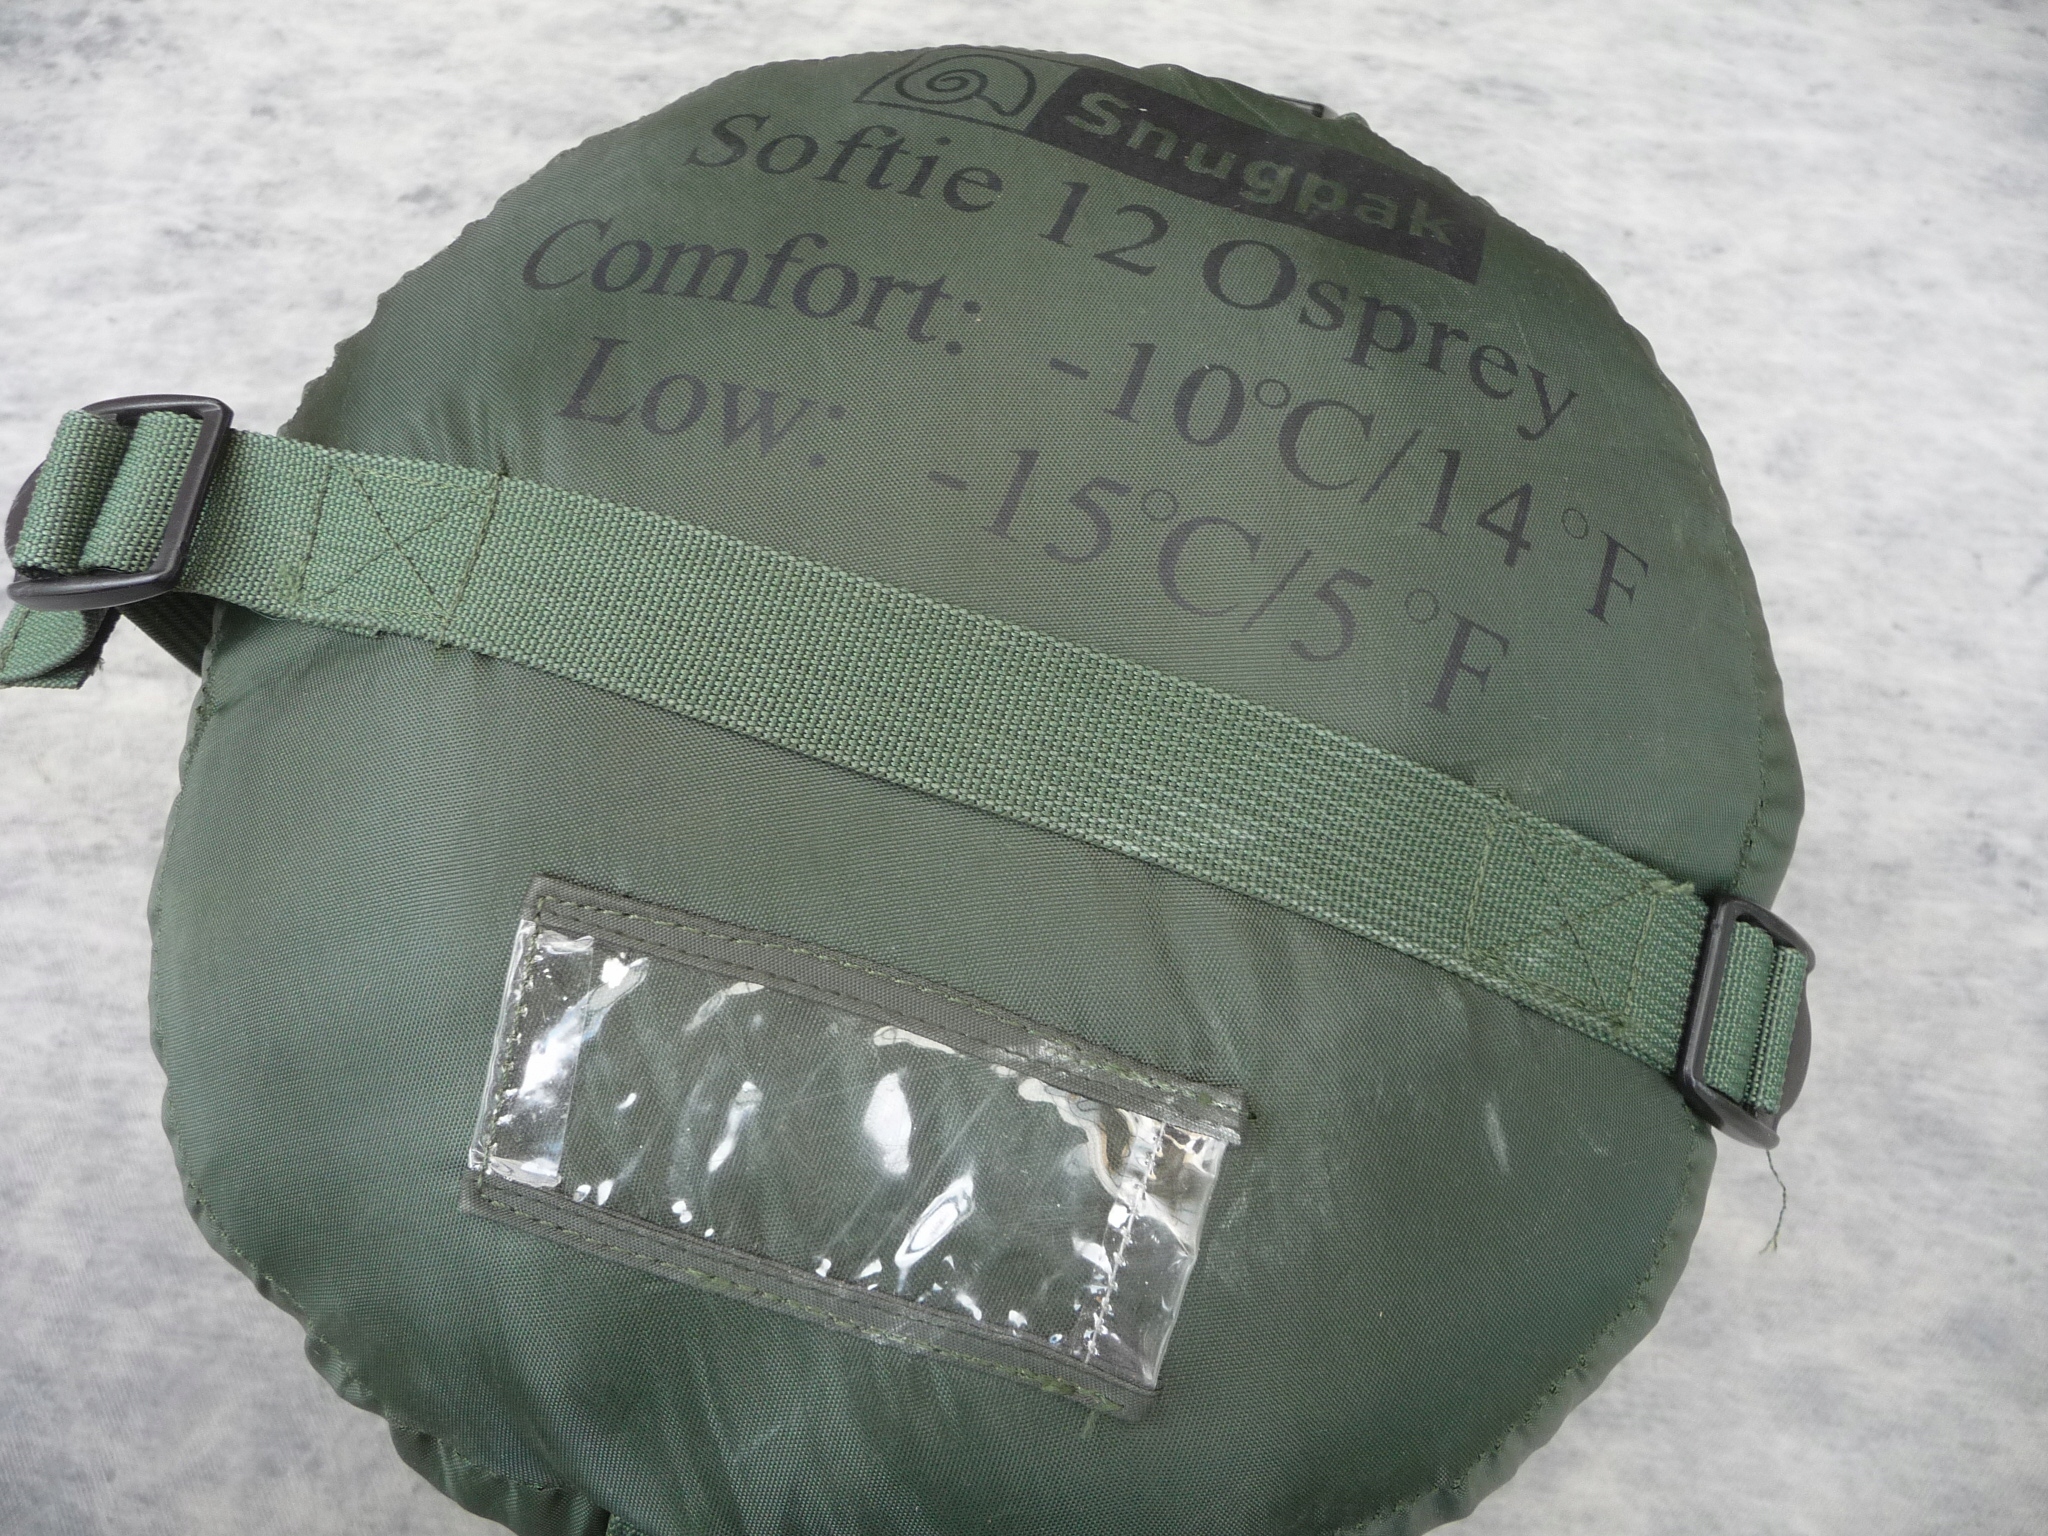 Snugpak
Softie 12 Osprey
Comfort: -10°C/14°F
Low: -15°C/5°F